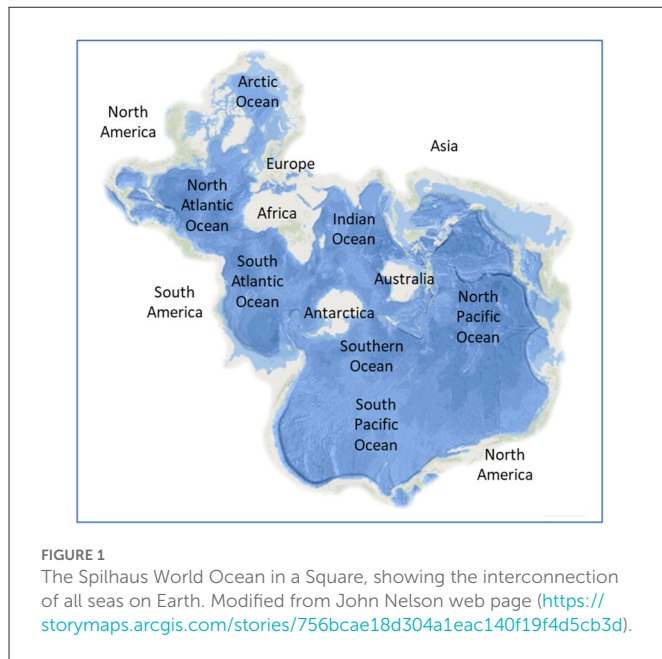 Arctic
Ocean
North
America
Asia
Europe
North
Atlantic
Ocean
Africa
Indian
Ocean
South
Atlantic
Ocean
Australia
South
America
Antarctica
North
Pacific
Ocean
Southern
Ocean
South
Pacific
Ocean
North
America
FIGURE 1
The Spilhaus World Ocean in a Square, showing the interconnection
of all seas on Earth. Modified from John Nelson web page (https://
storymaps.arcgis.com/stories/756bcae18d304a1eac140f19f4d5cb3d).